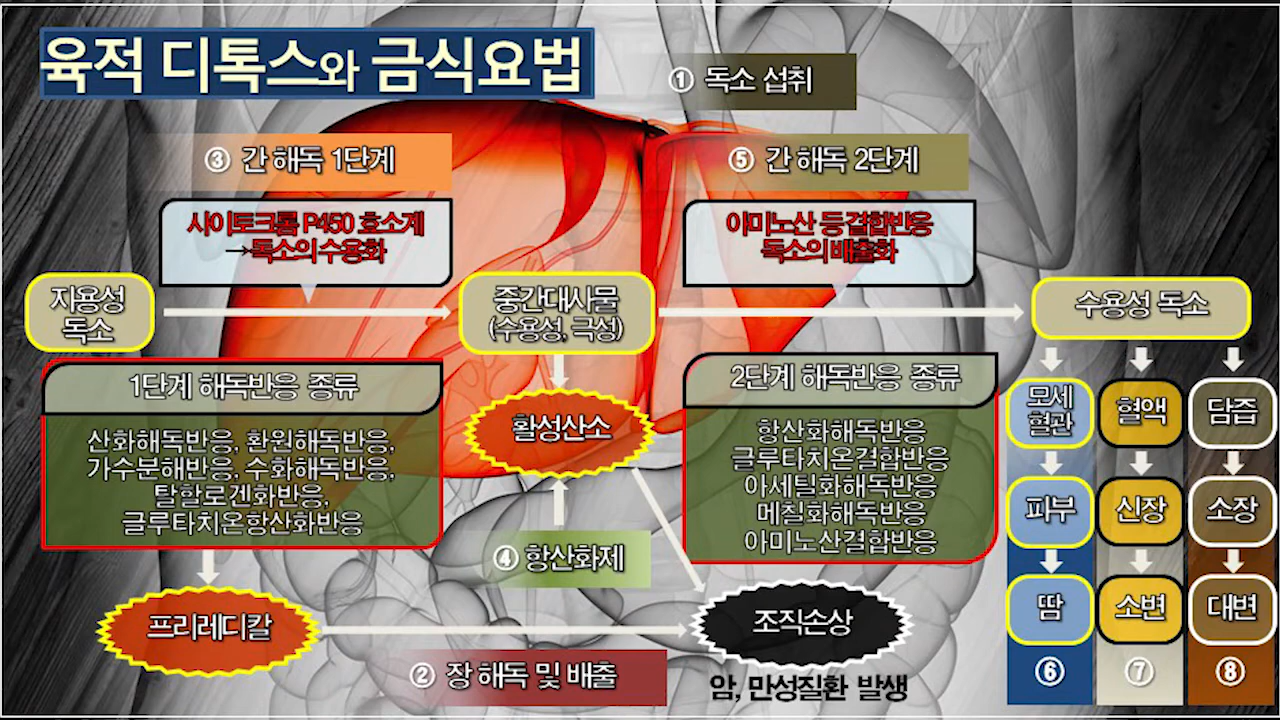 육적 디톡스와 금식요법
① 독소 섭취
③ 간 해독 1단계
⑤ 간 해독 2단계
사이토크롬 P450 효소계
→독소의 수용화
아미노산 등 결합반응
독소의 배출화
지용성
독소
중간대사물
(수용성, 극성)
수용성 독소
1단계 해독반응 종류
산화해독반응, 환원해독반응,
가수분해반응, 수화해독반응,
탈할로겐화반응,
글루타치온항산화반응
활성산소
2단계 해독반응 종류
항산화해독반응
글루타치온결합반응
아세틸화해독반응
메칠화해독반응
아미노산결합반응
모세
혈관
혈액
담즙
피부
신장
소장
④ 항산화제
땀
소변
대변
프리레디칼
조직손상
② 장 해독 및 배출
암, 만성질환 발생
⑥
⑦
⑧